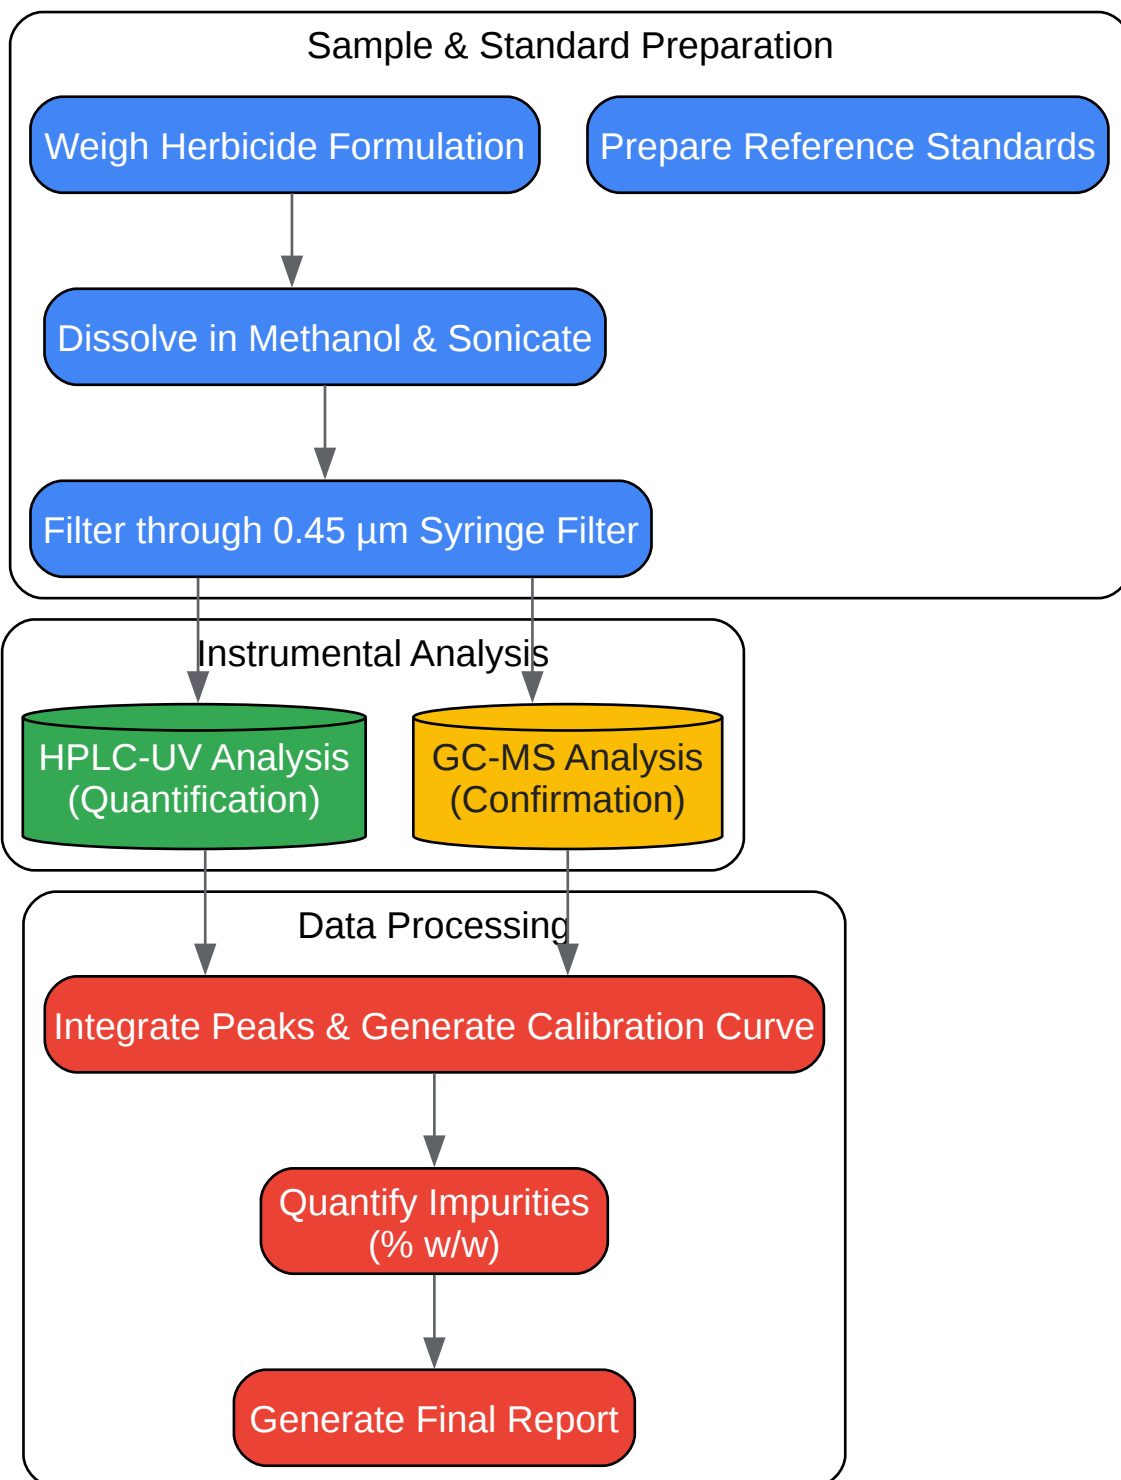 Sample & Standard Preparation
Weigh Herbicide Formulation
Prepare Reference Standards
Dissolve in Methanol & Sonicate
Filter through 0.45 µm Syringe Filter
Instrumental Analysis
HPLC-UV Analysis
(Quantification)
GC-MS Analysis
(Confirmation)
Data Processing
Integrate Peaks & Generate Calibration Curve
Quantify Impurities
(% w/w)
Generate Final Report